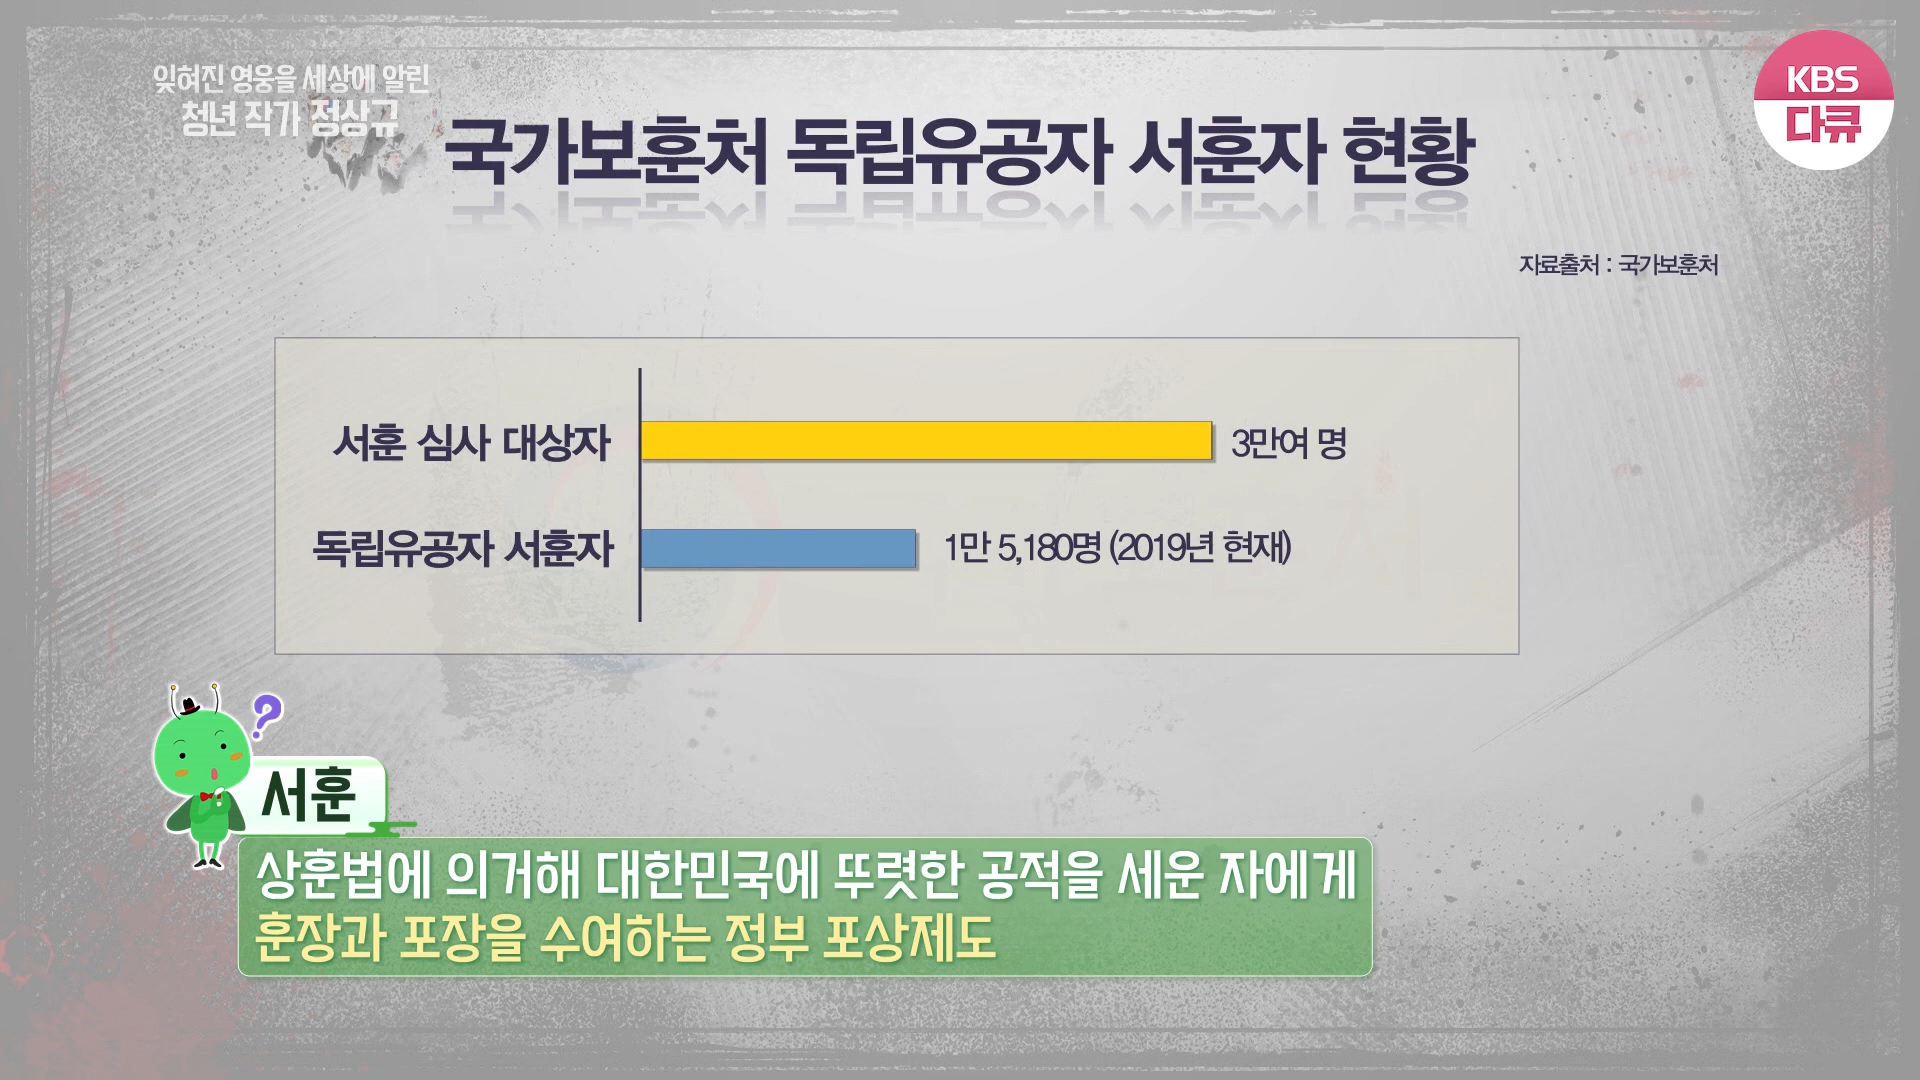 잊혀진 영웅을 세상에 알린
청년 작가 정상규
KBS
다큐
국가보훈처 독립유공자 서훈자 현황
자료출처 : 국가보훈처
서훈 심사 대상자 3만여 명
독립유공자 서훈자 1만 5,180명 (2019년 현재)
?
서훈
상훈법에 의거해 대한민국에 뚜렷한 공적을 세운 자에게
훈장과 포장을 수여하는 정부 포상제도